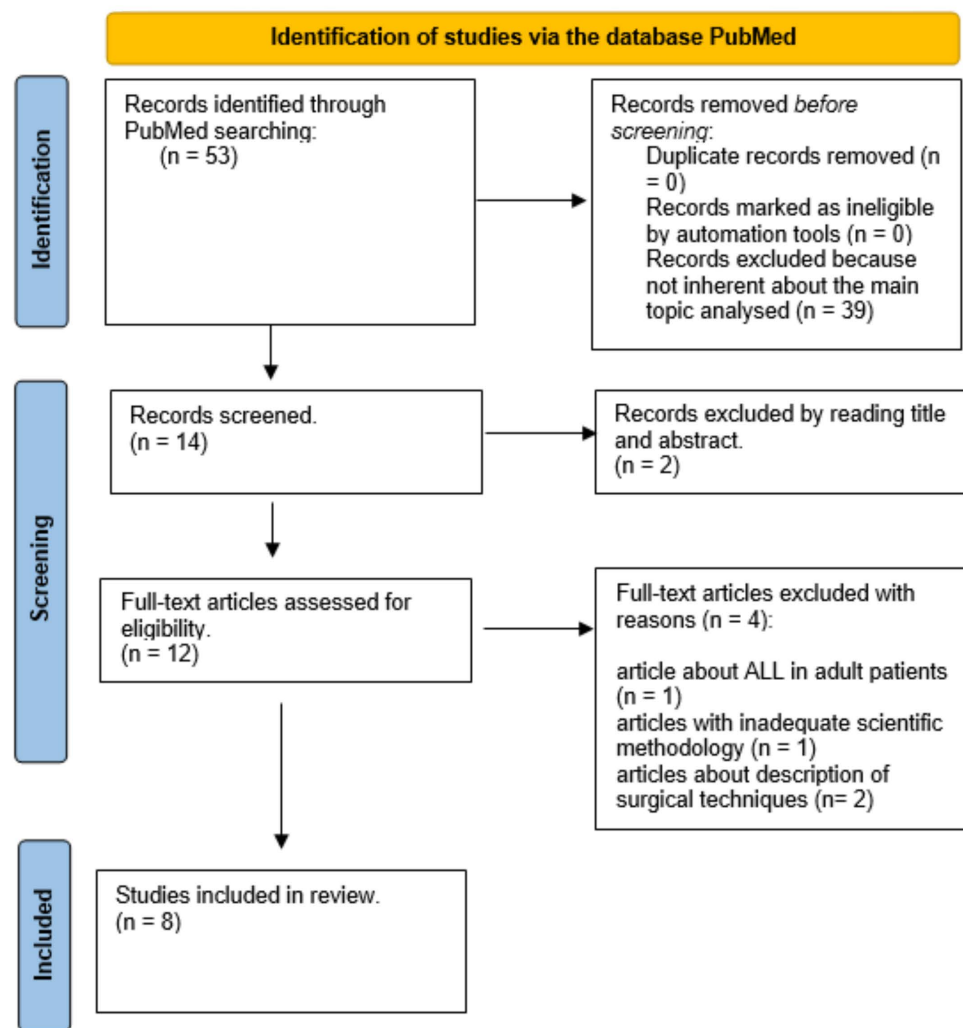 Identification of studies via the database PubMed
Identification
Records identified through
PubMed searching:
(n = 53)
Records removed before
screening:
Duplicate records removed (n
= 0)
Records marked as ineligible
by automation tools (n = 0)
Records excluded because
not inherent about the main
topic analysed (n = 39)
Screening
Records screened.
(n = 14)
Records excluded by reading title
and abstract.
(n = 2)
Full-text articles assessed for
eligibility.
(n = 12)
Full-text articles excluded with
reasons (n = 4):
article about ALL in adult patients
(n = 1)
articles with inadequate scientific
methodology (n = 1)
articles about description of
surgical techniques (n= 2)
Included
Studies included in review.
(n = 8)